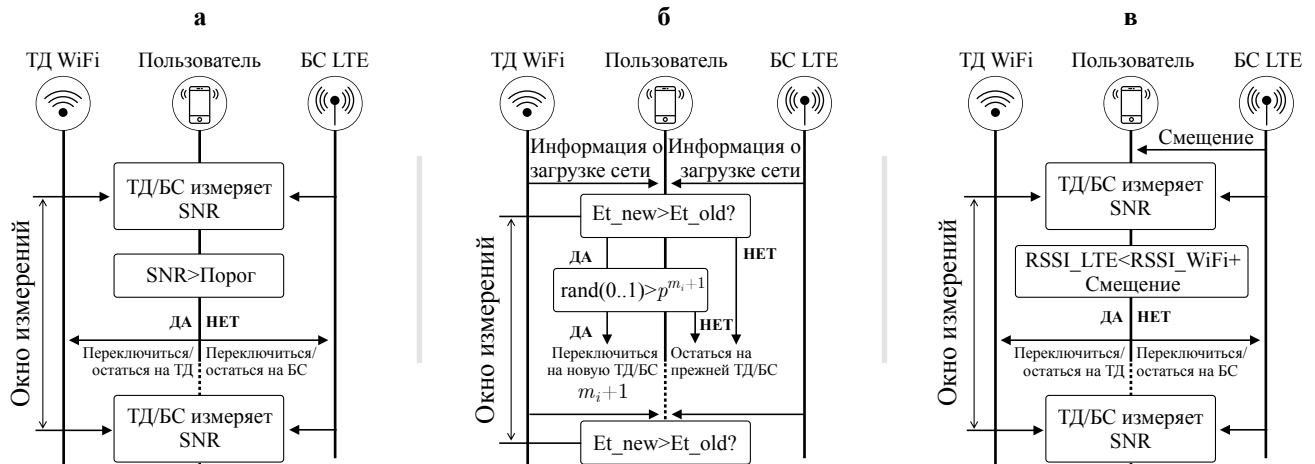 а
ТД WiFi
Пользователь
БС LTE
ТД/БС измеряет
SNR
SNR>Порог
ДА
НЕТ
Переключиться/
остаться на ТД
Переключиться/
остаться на БС
ТД/БС измеряет
SNR
Окно измерений
б
ТД WiFi
Пользователь
БС LTE
Информация о
загрузке сети
Информация о
загрузке сети
Et_new>Et_old?
ДА
НЕТ
rand(0..1)>p^{m_i+1}
ДА
НЕТ
Переключиться
на новую ТД/БС
m_i+1
Остаться на
прежней ТД/БС
Et_new>Et_old?
Окно измерений
в
ТД WiFi
Пользователь
БС LTE
Смещение
ТД/БС измеряет
SNR
RSSI_LTE<RSSI_WiFi+
Смещение
ДА
НЕТ
Переключиться/
остаться на ТД
Переключиться/
остаться на БС
ТД/БС измеряет
SNR
Окно измерений